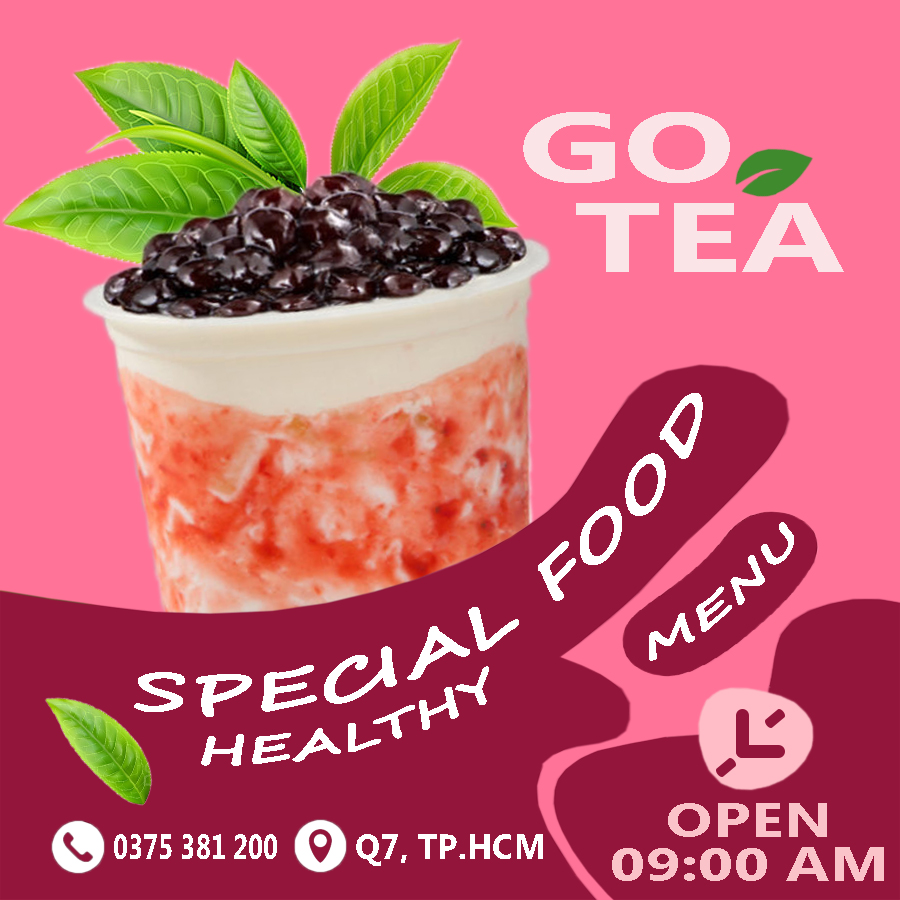 GO
TEA
SPECIAL FOOD
MENU
HEALTHY
0375 381 200
Q7, TP.HCM
OPEN
09:00 AM